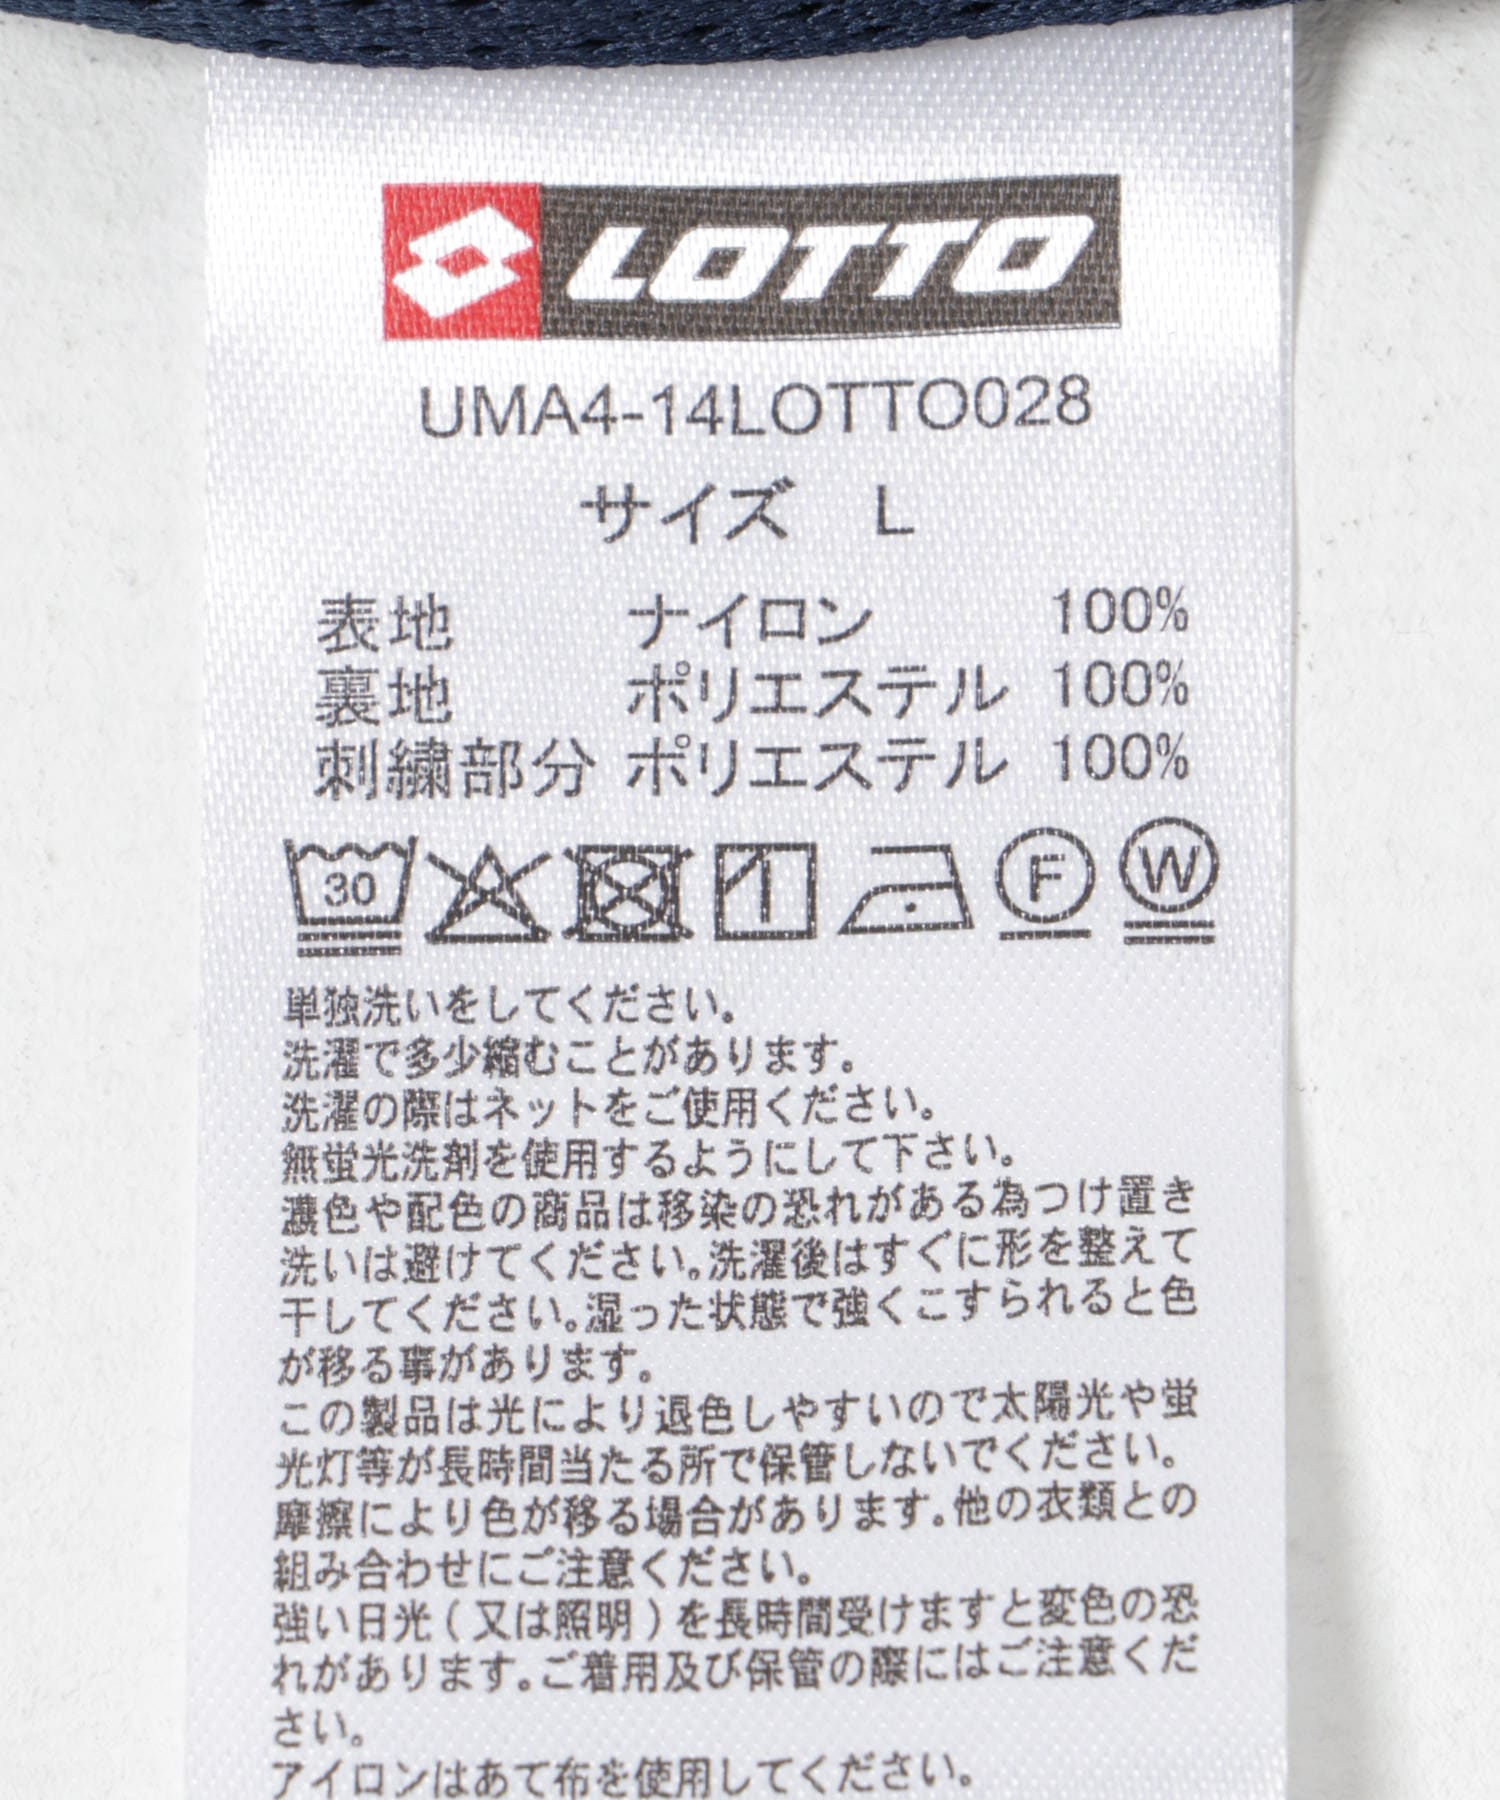 LOTTO
UMA4-14LOTTO028
サイズ L
表地 ナイロン 100%
裏地 ポリエステル 100%
刺繍部分 ポリエステル 100%
30 F W
単独洗いをしてください。
洗濯で多少縮むことがあります。
洗濯の際はネットをご使用ください。
無蛍光洗剤を使用するようにして下さい。
濃色や配色の商品は移染の恐れがある為つけ置き
洗いは避けてください。洗濯後はすぐに形を整えて
干してください。湿った状態で強くこすられると色
が移る事があります。
この製品は光により退色しやすいので太陽光や蛍
光灯等が長時間当たる所で保管しないでください。
摩擦により色が移る場合があります。他の衣類との
組み合わせにご注意ください。
強い日光(又は照明)を長時間受けますと変色の恐
れがあります。ご着用及び保管の際にはご注意くだ
さい。
アイロンはあて布を使用してください。